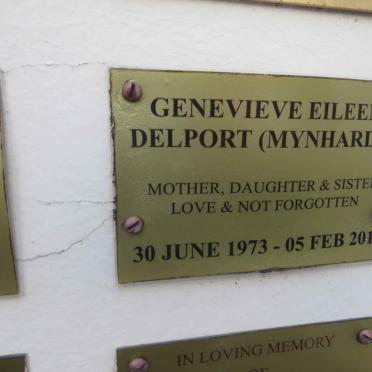 GENEVIEVE EILEE
DELPORT (MYNHARD
MOTHER, DAUGHTER & SISTE
LOVE & NOT FORGOTTEN
30 JUNE 1973 - 05 FEB 201
IN LOVING MEMORY
OF